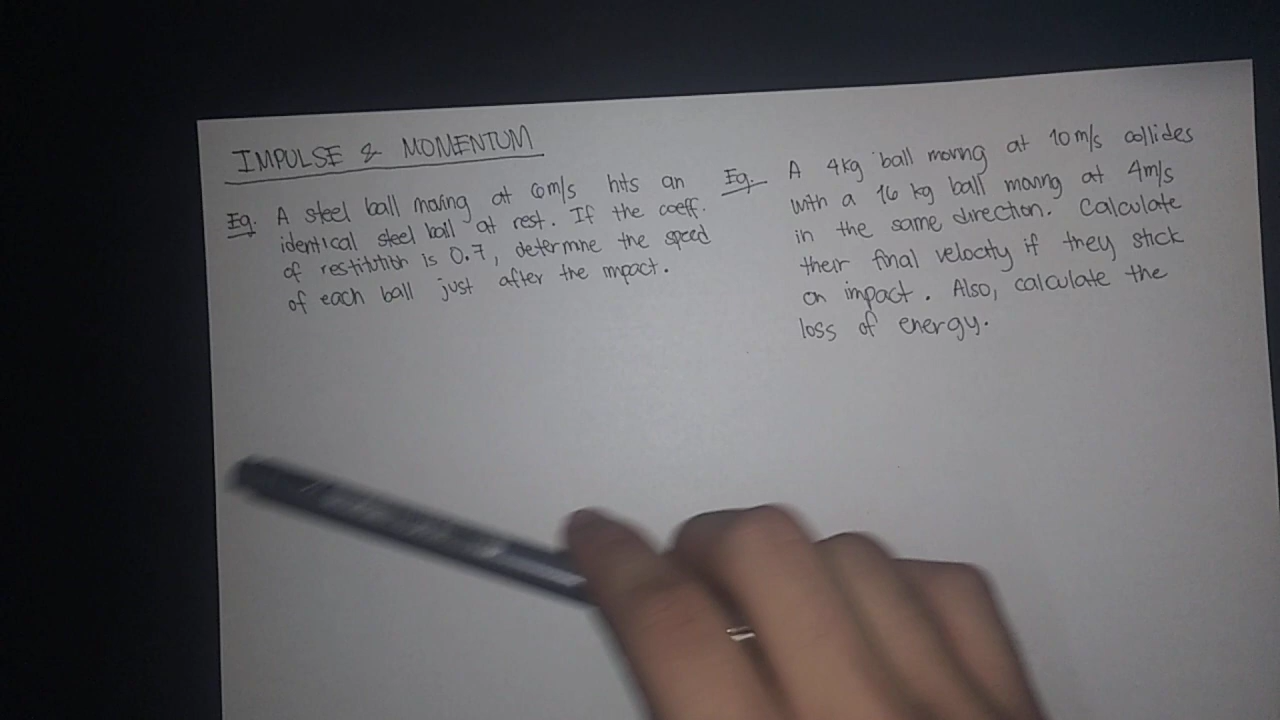 IMPULSE & MOMENTUM
Eg. A steel ball moving at 6m/s hits an
identical steel ball at rest. If the coeff.
of restitution is 0.7, determine the speed
of each ball just after the impact.
Eg. A 4kg ball moving at 10m/s collides
with a 16 kg ball moving at 4m/s
in the same direction. Calculate
their final velocity if they stick
on impact. Also, calculate the
loss of energy.